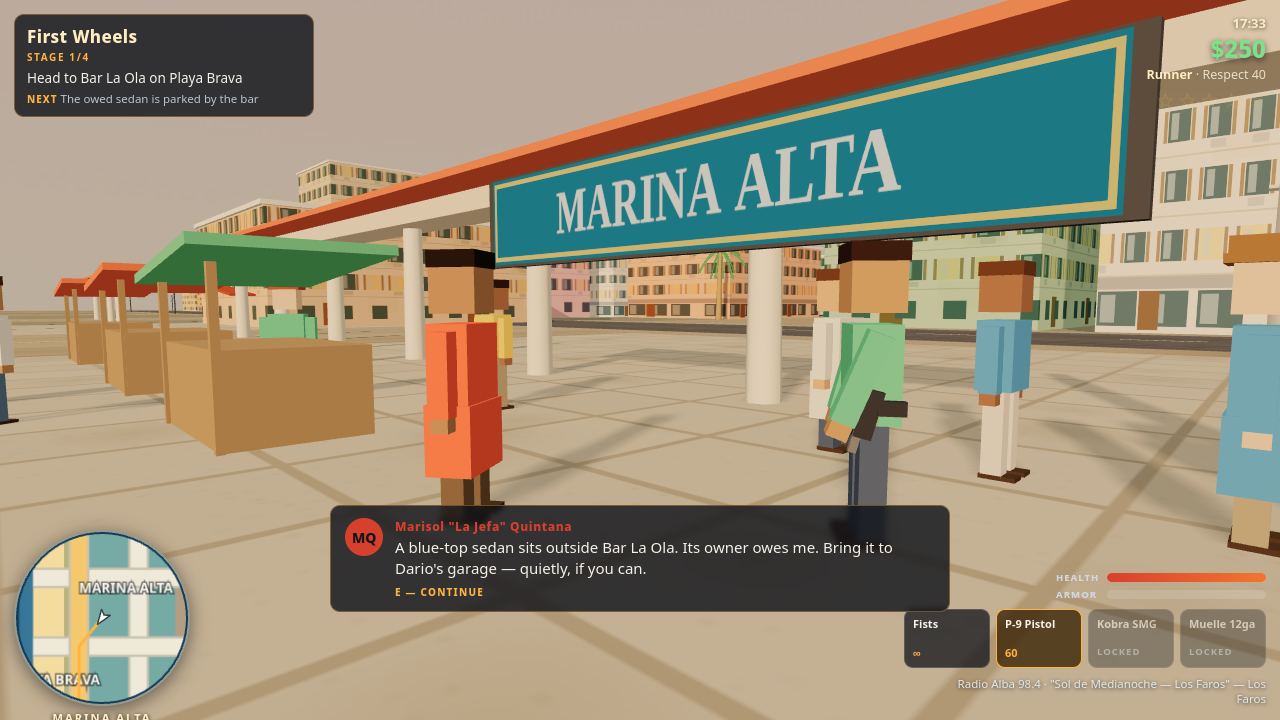 First Wheels
STAGE 1/4
Head to Bar La Ola on Playa Brava
NEXT The owed sedan is parked by the bar
17:33
$250
Runner · Respect 40
MARINA ALTA
MQ
Marisol "La Jefa" Quintana
A blue-top sedan sits outside Bar La Ola. Its owner owes me. Bring it to
Dario's garage — quietly, if you can.
E — CONTINUE
MARINA ALTA
BRAVA
MARINA ALTA
HEALTH
ARMOR
Fists
∞
P-9 Pistol
60
Kobra SMG
LOCKED
Muelle 12ga
LOCKED
Radio Alba 98.4 · "Sol de Medianoche — Los Faros" — Los
Faros